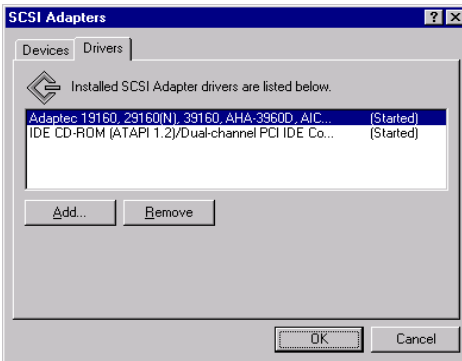 SCSI Adapters
Devices Drivers
Installed SCSI Adapter drivers are listed below.
Adaptec 19160, 29160(N), 39160, AHA-3960D, AIC... (Started)
IDE CD-ROM (ATAPI 1.2)/Dual-channel PCI IDE Co... (Started)
Add... Remove
OK Cancel